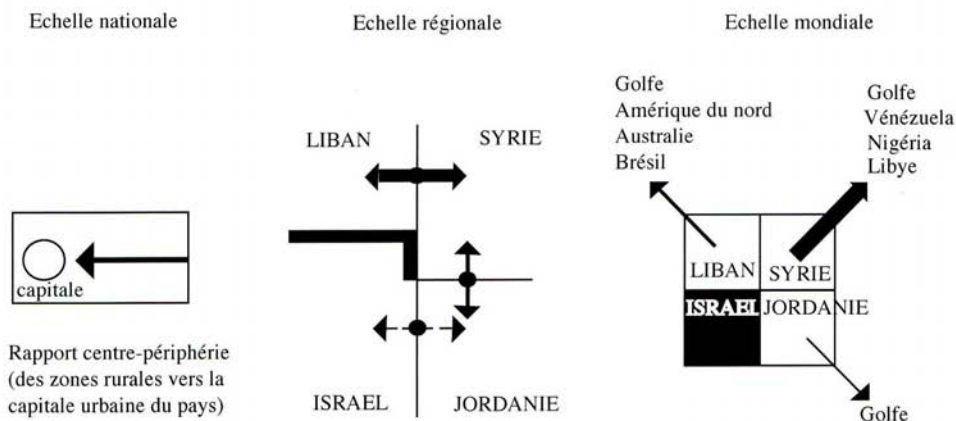 Echelle nationale
Echelle régionale
Echelle mondiale
capitale
Rapport centre-périphérie
(des zones rurales vers la
capitale urbaine du pays)
LIBAN
SYRIE
ISRAEL
JORDANIE
Golfe
Amérique du nord
Australie
Brésil
Golfe
Vénézuela
Nigéria
Libye
LIBAN
SYRIE
ISRAEL
JORDANIE
Golfe